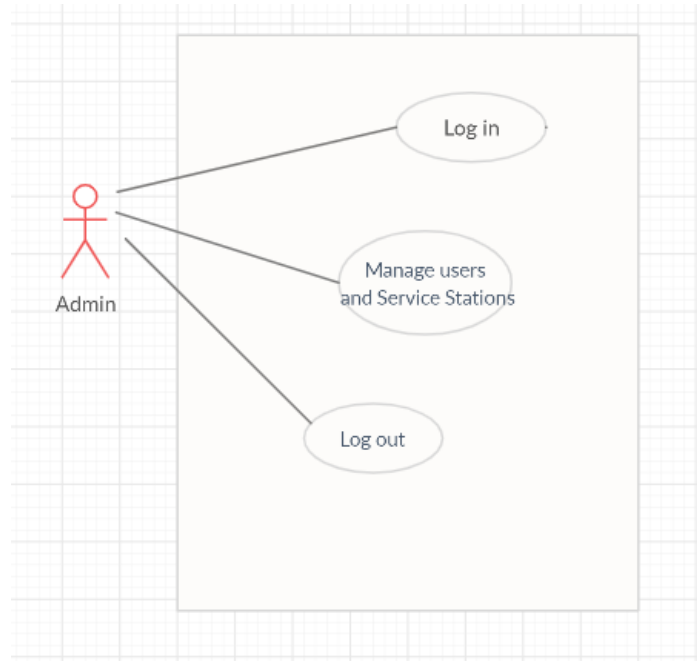 Log in
Admin
Manage users
and Service Stations
Log out